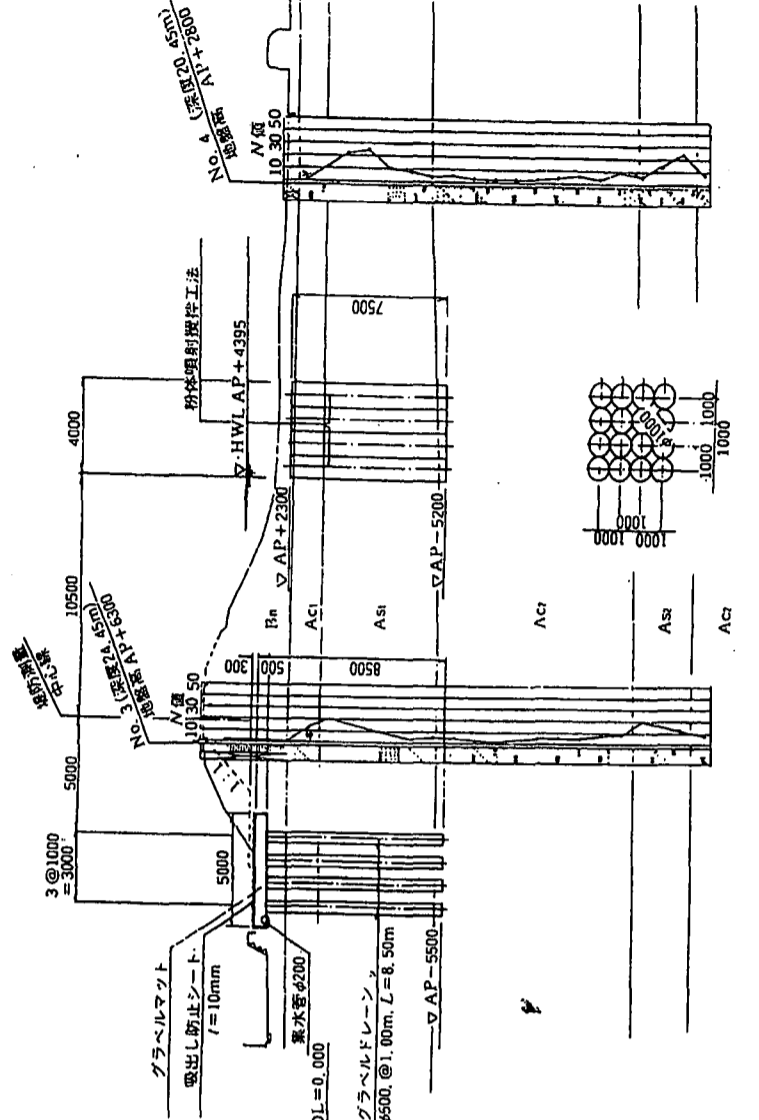 No. 4 (深度20.45m)
地盤高 AP+2800
N値
10 30 50
粉体噴射攪拌工法
▽HWL AP+4395
7500
4000
▽AP+2300
▽AP-5200
φ1000
1000
1000
1000
1000
1000
1000
10500
堤防測量
中心線
No. 3 (深度24.45m)
地盤高 AP+6300
N値
10 30 50
300
500
8500
Bn
Ac1
As1
Ac2
As2
Ac2
5000
3@1000
=3000
5000
グラベルマット
吸出し防止シート
t=10mm
集水管φ200
DL=0.000
グラベルドレーン
@1.00m, L=8.50m
▽AP-5500